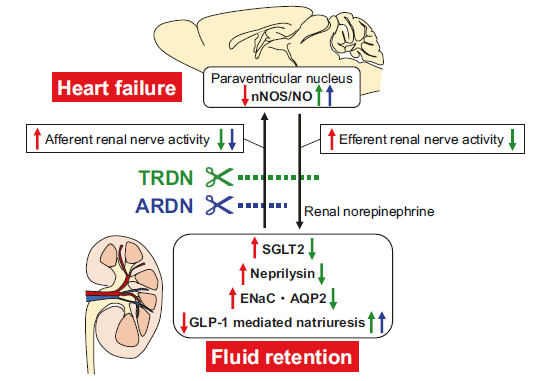 Heart failure
Paraventricular nucleus
↓ nNOS/NO ↑↑
↑ Afferent renal nerve activity ↓↓
↑ Efferent renal nerve activity ↓
TRDN
ARDN
Renal norepinephrine
↑ SGLT2 ↓
↑ Neprilysin ↓
↑ ENaC・AQP2 ↓
↓ GLP-1 mediated natriuresis ↑↑
Fluid retention